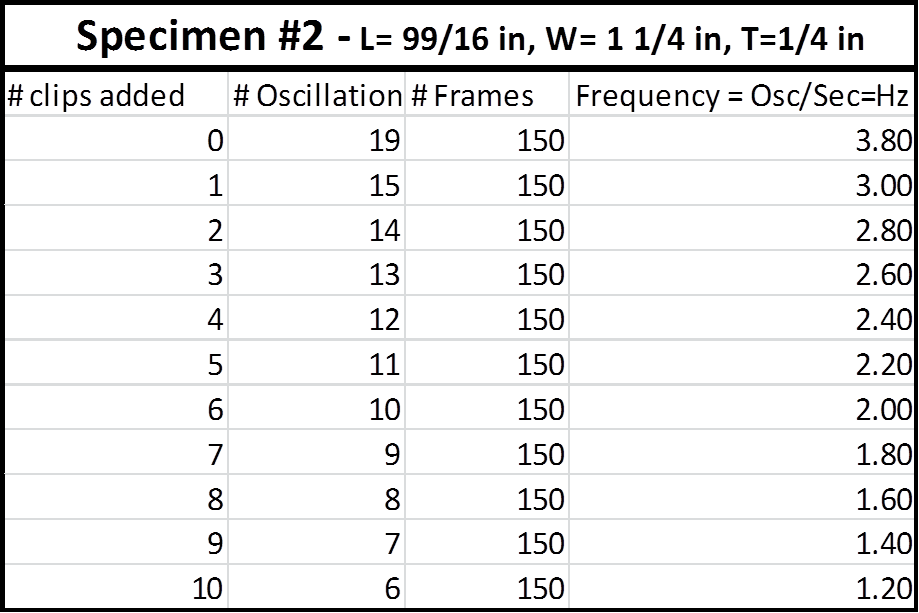 Specimen #2 - L= 99/16 in, W= 1 1/4 in, T=1/4 in
# clips added # Oscillation # Frames Frequency = Osc/Sec=Hz
0 19 150 3.80
1 15 150 3.00
2 14 150 2.80
3 13 150 2.60
4 12 150 2.40
5 11 150 2.20
6 10 150 2.00
7 9 150 1.80
8 8 150 1.60
9 7 150 1.40
10 6 150 1.20